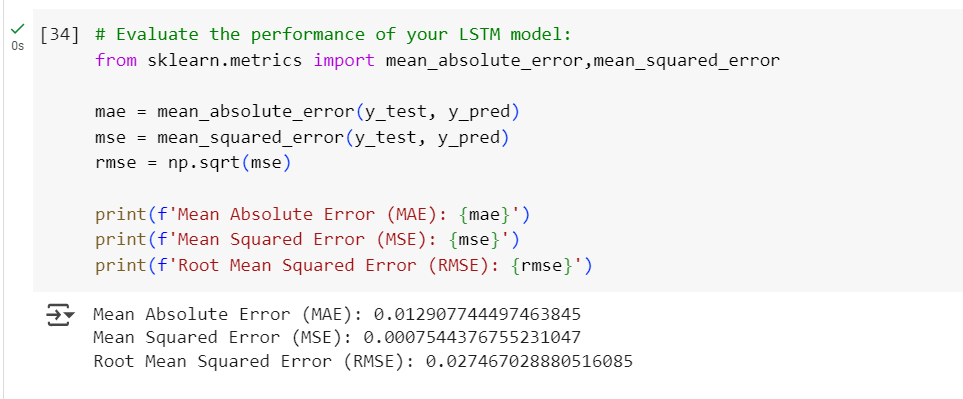 [34] # Evaluate the performance of your LSTM model:
0s
from sklearn.metrics import mean_absolute_error,mean_squared_error
mae = mean_absolute_error(y_test, y_pred)
mse = mean_squared_error(y_test, y_pred)
rmse = np.sqrt(mse)
print(f'Mean Absolute Error (MAE): {mae}')
print(f'Mean Squared Error (MSE): {mse}')
print(f'Root Mean Squared Error (RMSE): {rmse}')
Mean Absolute Error (MAE): 0.012907744497463845
Mean Squared Error (MSE): 0.0007544376755231047
Root Mean Squared Error (RMSE): 0.027467028880516085